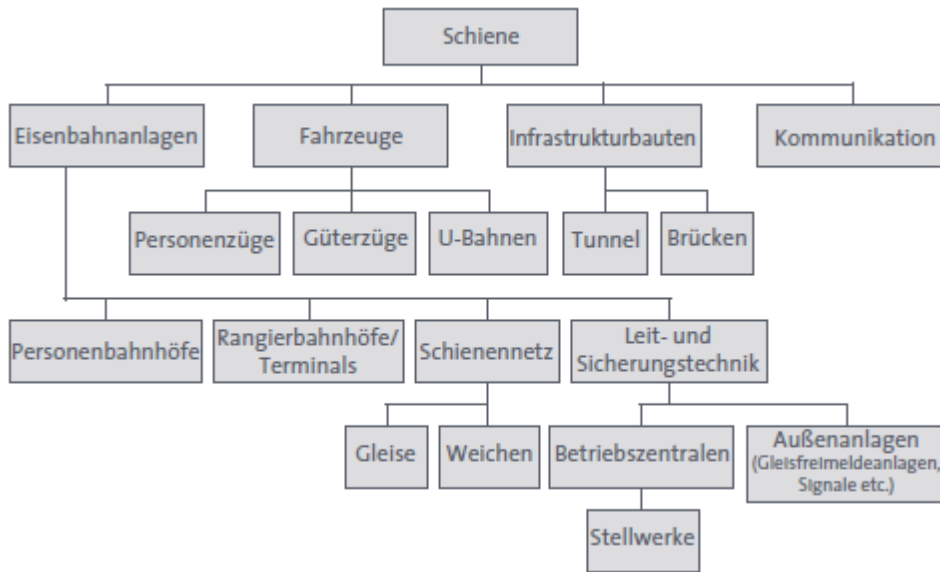 Schiene
Eisenbahnanlagen
Fahrzeuge
Infrastrukturbauten
Kommunikation
Personenzüge
Güterzüge
U-Bahnen
Tunnel
Brücken
Personenbahnhöfe
Rangierbahnhöfe/
Terminals
Schienennetz
Leit- und
Sicherungstechnik
Gleise
Weichen
Betriebszentralen
Außenanlagen
(Gleisfreimeldeanlagen,
Signale etc.)
Stellwerke